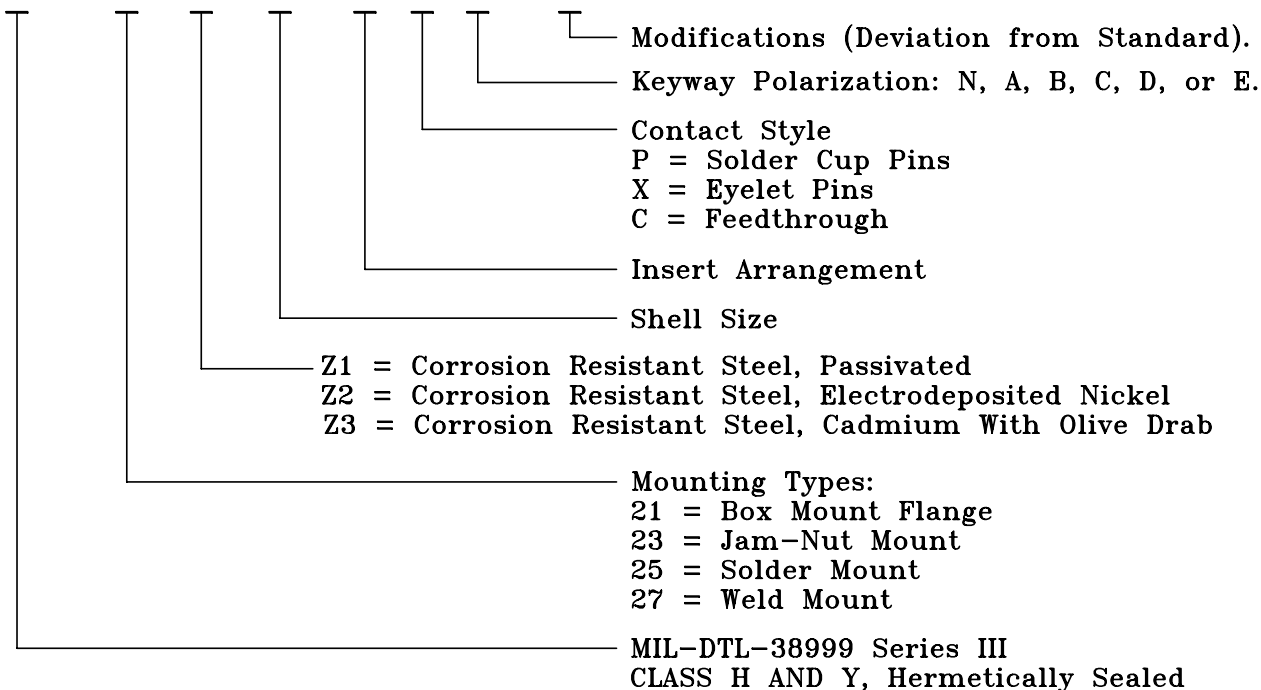 Modifications (Deviation from Standard).
Keyway Polarization: N, A, B, C, D, or E.
Contact Style
P = Solder Cup Pins
X = Eyelet Pins
C = Feedthrough
Insert Arrangement
Shell Size
Z1 = Corrosion Resistant Steel, Passivated
Z2 = Corrosion Resistant Steel, Electrodeposited Nickel
Z3 = Corrosion Resistant Steel, Cadmium With Olive Drab
Mounting Types:
21 = Box Mount Flange
23 = Jam-Nut Mount
25 = Solder Mount
27 = Weld Mount
MIL-DTL-38999 Series III
CLASS H AND Y, Hermetically Sealed